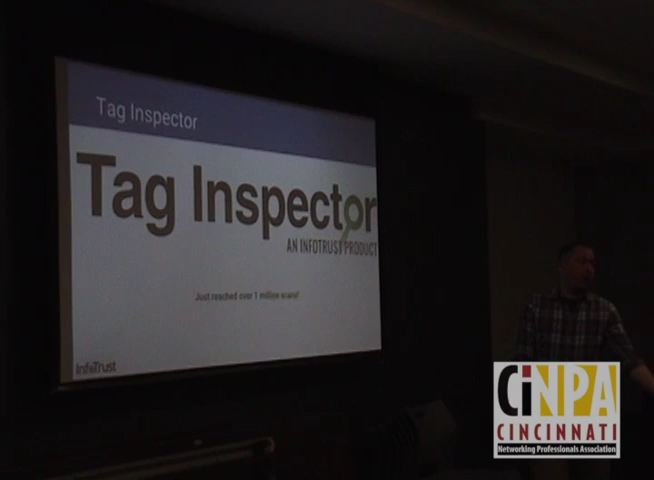 Tag Inspector
Tag Inspector
AN INFOTRUST PRODUCT
Just reached over 1 million scans!
InfoTrust
CiNPA
CINCINNATI
Networking Professionals Association